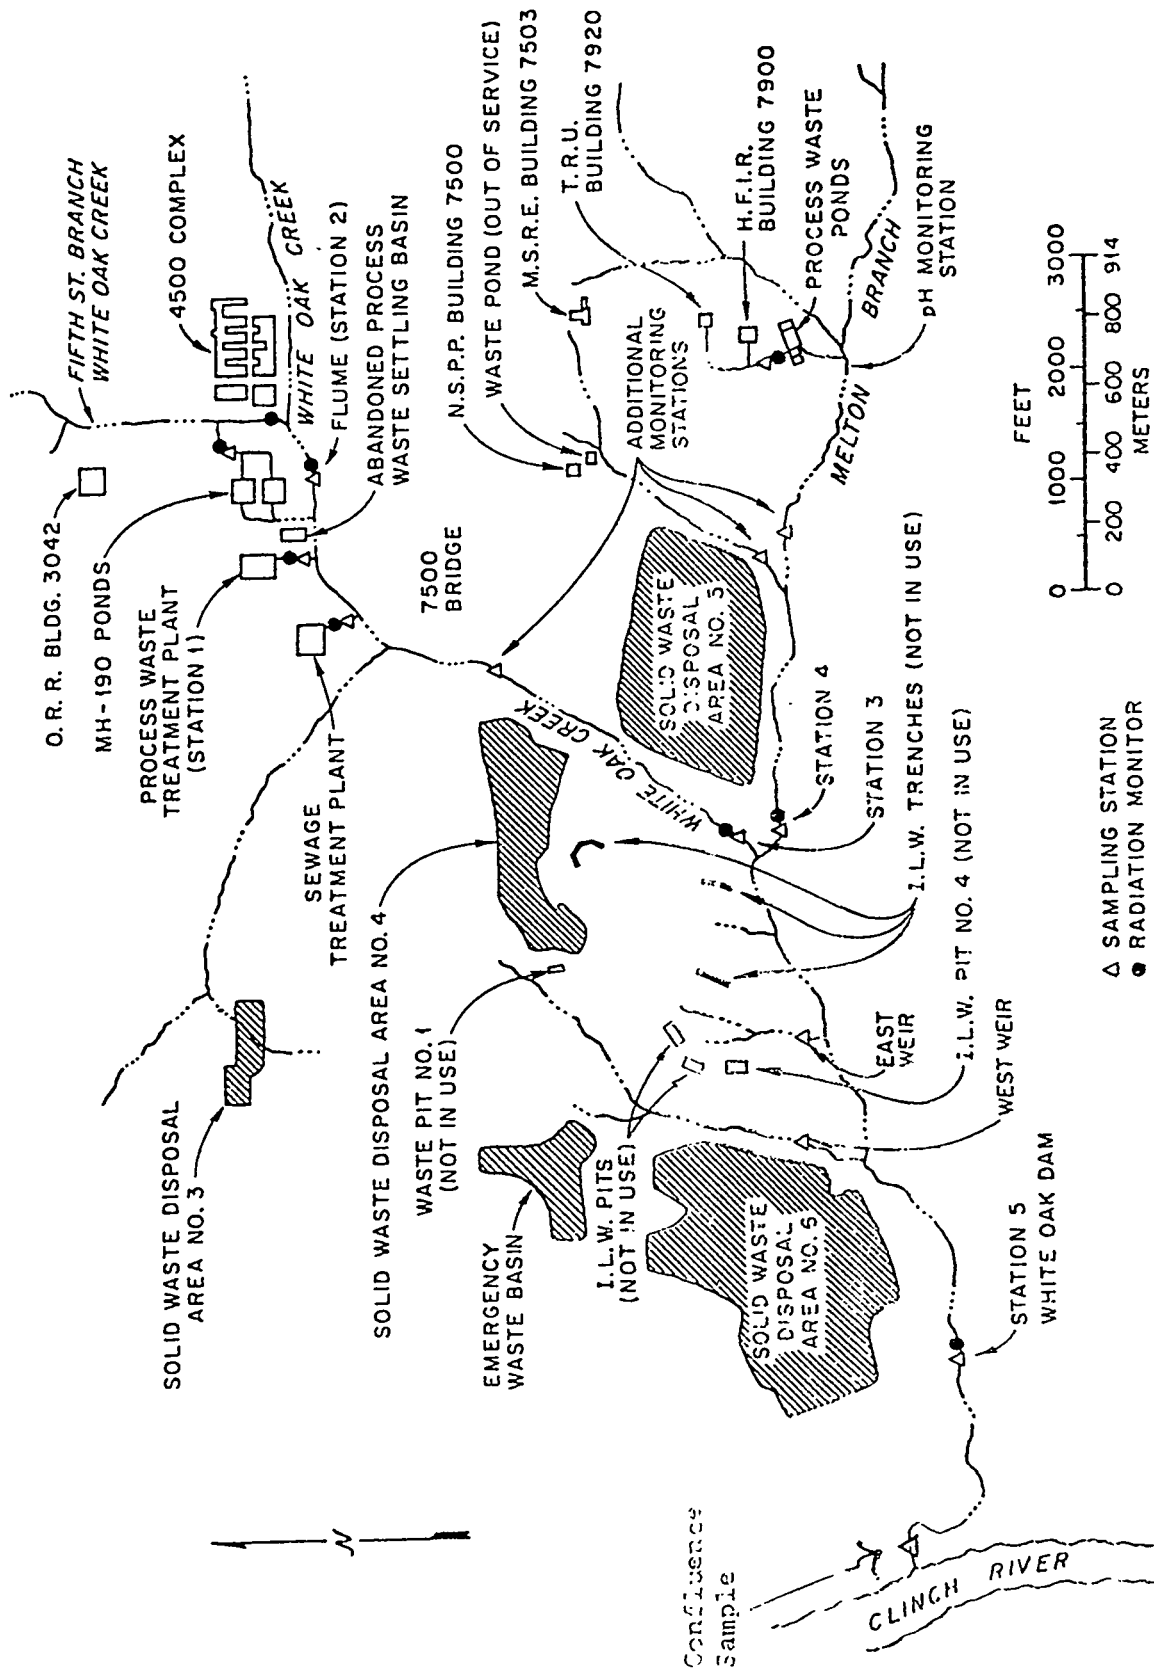 FIFTH ST. BRANCH
WHITE OAK CREEK
O. R. R. BLDG. 3042
4500 COMPLEX
MH-190 PONDS
WHITE OAK CREEK
PROCESS WASTE
TREATMENT PLANT
(STATION 1)
FLUME (STATION 2)
ABANDONED PROCESS
WASTE SETTLING BASIN
SEWAGE
TREATMENT PLANT
7500
BRIDGE
N.S.P.P. BUILDING 7500
WASTE POND (OUT OF SERVICE)
M.S.R.E. BUILDING 7503
T.R.U.
BUILDING 7920
H.F.I.R.
BUILDING 7900
PROCESS WASTE
PONDS
ADDITIONAL
MONITORING
STATIONS
SOLID WASTE DISPOSAL
AREA NO. 3
SOLID WASTE DISPOSAL AREA NO. 4
WASTE PIT NO. 1
(NOT IN USE)
EMERGENCY
WASTE BASIN
I.L.W. PITS
(NOT IN USE)
WHITE OAK CREEK
SOLID WASTE
DISPOSAL
AREA NO. 5
SOLID WASTE
DISPOSAL
AREA NO. 6
MELTON BRANCH
pH MONITORING
STATION
STATION 4
STATION 3
I.L.W. TRENCHES (NOT IN USE)
I.L.W. PIT NO. 4 (NOT IN USE)
EAST
WEIR
WEST WEIR
STATION 5
WHITE OAK DAM
N
Confluence
Sample
CLINCH RIVER
△ SAMPLING STATION
● RADIATION MONITOR
FEET
0 1000 2000 3000
0 200 400 600 800 914
METERS